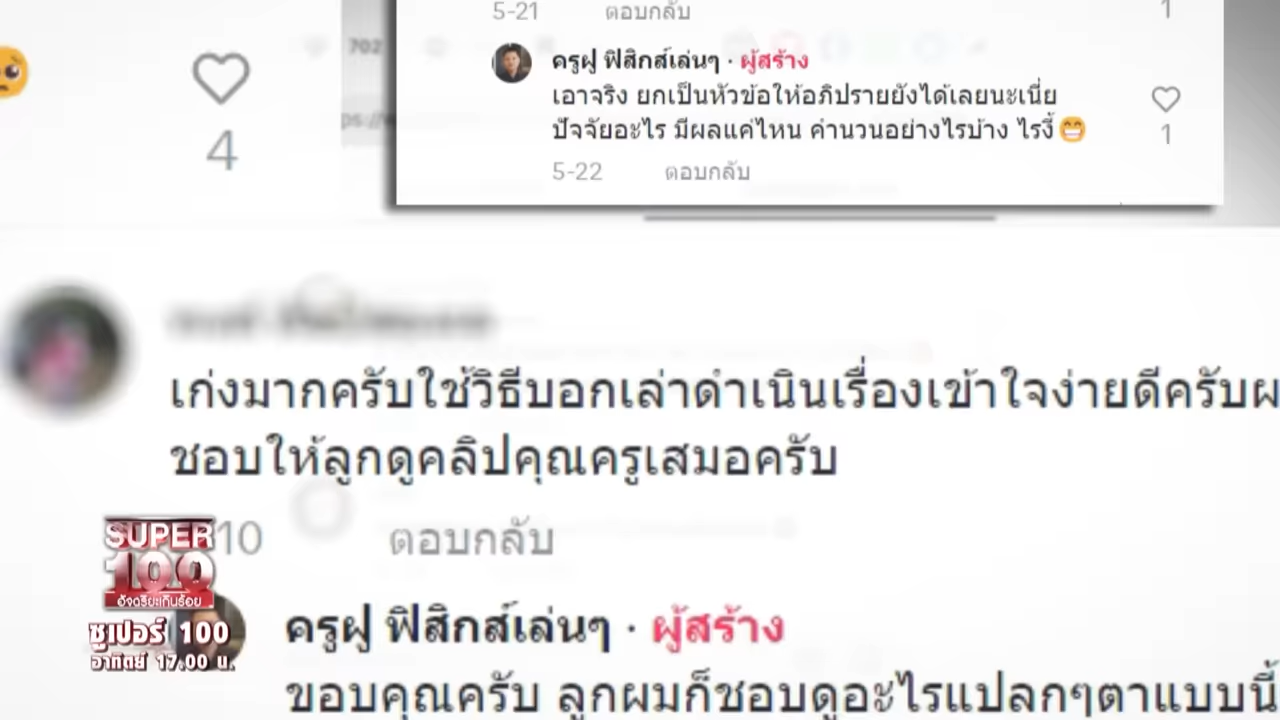 5-21 ตอบกลับ 1
702
ครูฝู ฟิสิกส์เล่นๆ · ผู้สร้าง
เอาจริง ยกเป็นหัวข้อให้อภิปรายยังได้เลยนะเนี่ย
ปัจจัยอะไร มีผลแค่ไหน คำนวนอย่างไรบ้าง ไรงี้😁 1
5-22 ตอบกลับ
4
เก่งมากครับใช้วิธีบอกเล่าดำเนินเรื่องเข้าใจง่ายดีครับผ
ชอบให้ลูกดูคลิปคุณครูเสมอครับ
10 ตอบกลับ
ครูฝู ฟิสิกส์เล่นๆ · ผู้สร้าง
ขอบคุณครับ ลูกผมก็ชอบดูอะไรแปลกๆตาแบบนี้
SUPER
100
อัจฉริยะเกินร้อย
ซูเปอร์ 100
อาทิตย์ 17.00 น.